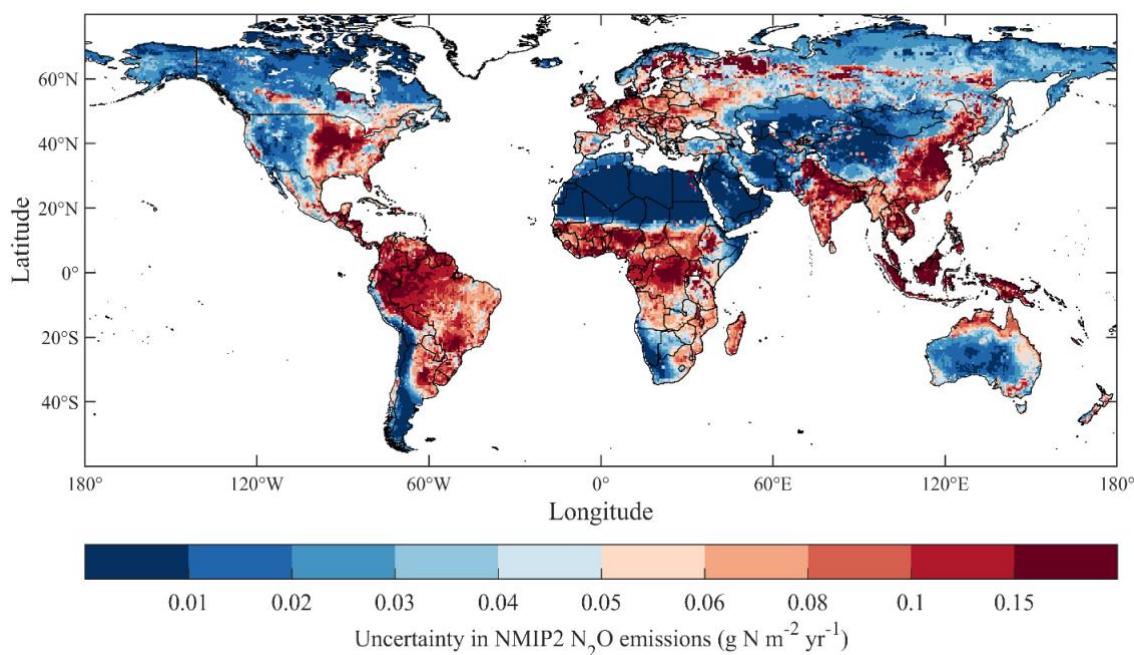 60°N
40°N
20°N
0°
20°S
40°S
Latitude
180° 120°W 60°W 0° 60°E 120°E 180°
Longitude
0.01 0.02 0.03 0.04 0.05 0.06 0.08 0.1 0.15
Uncertainty in NMIP2 N₂O emissions (g N m⁻² yr⁻¹)